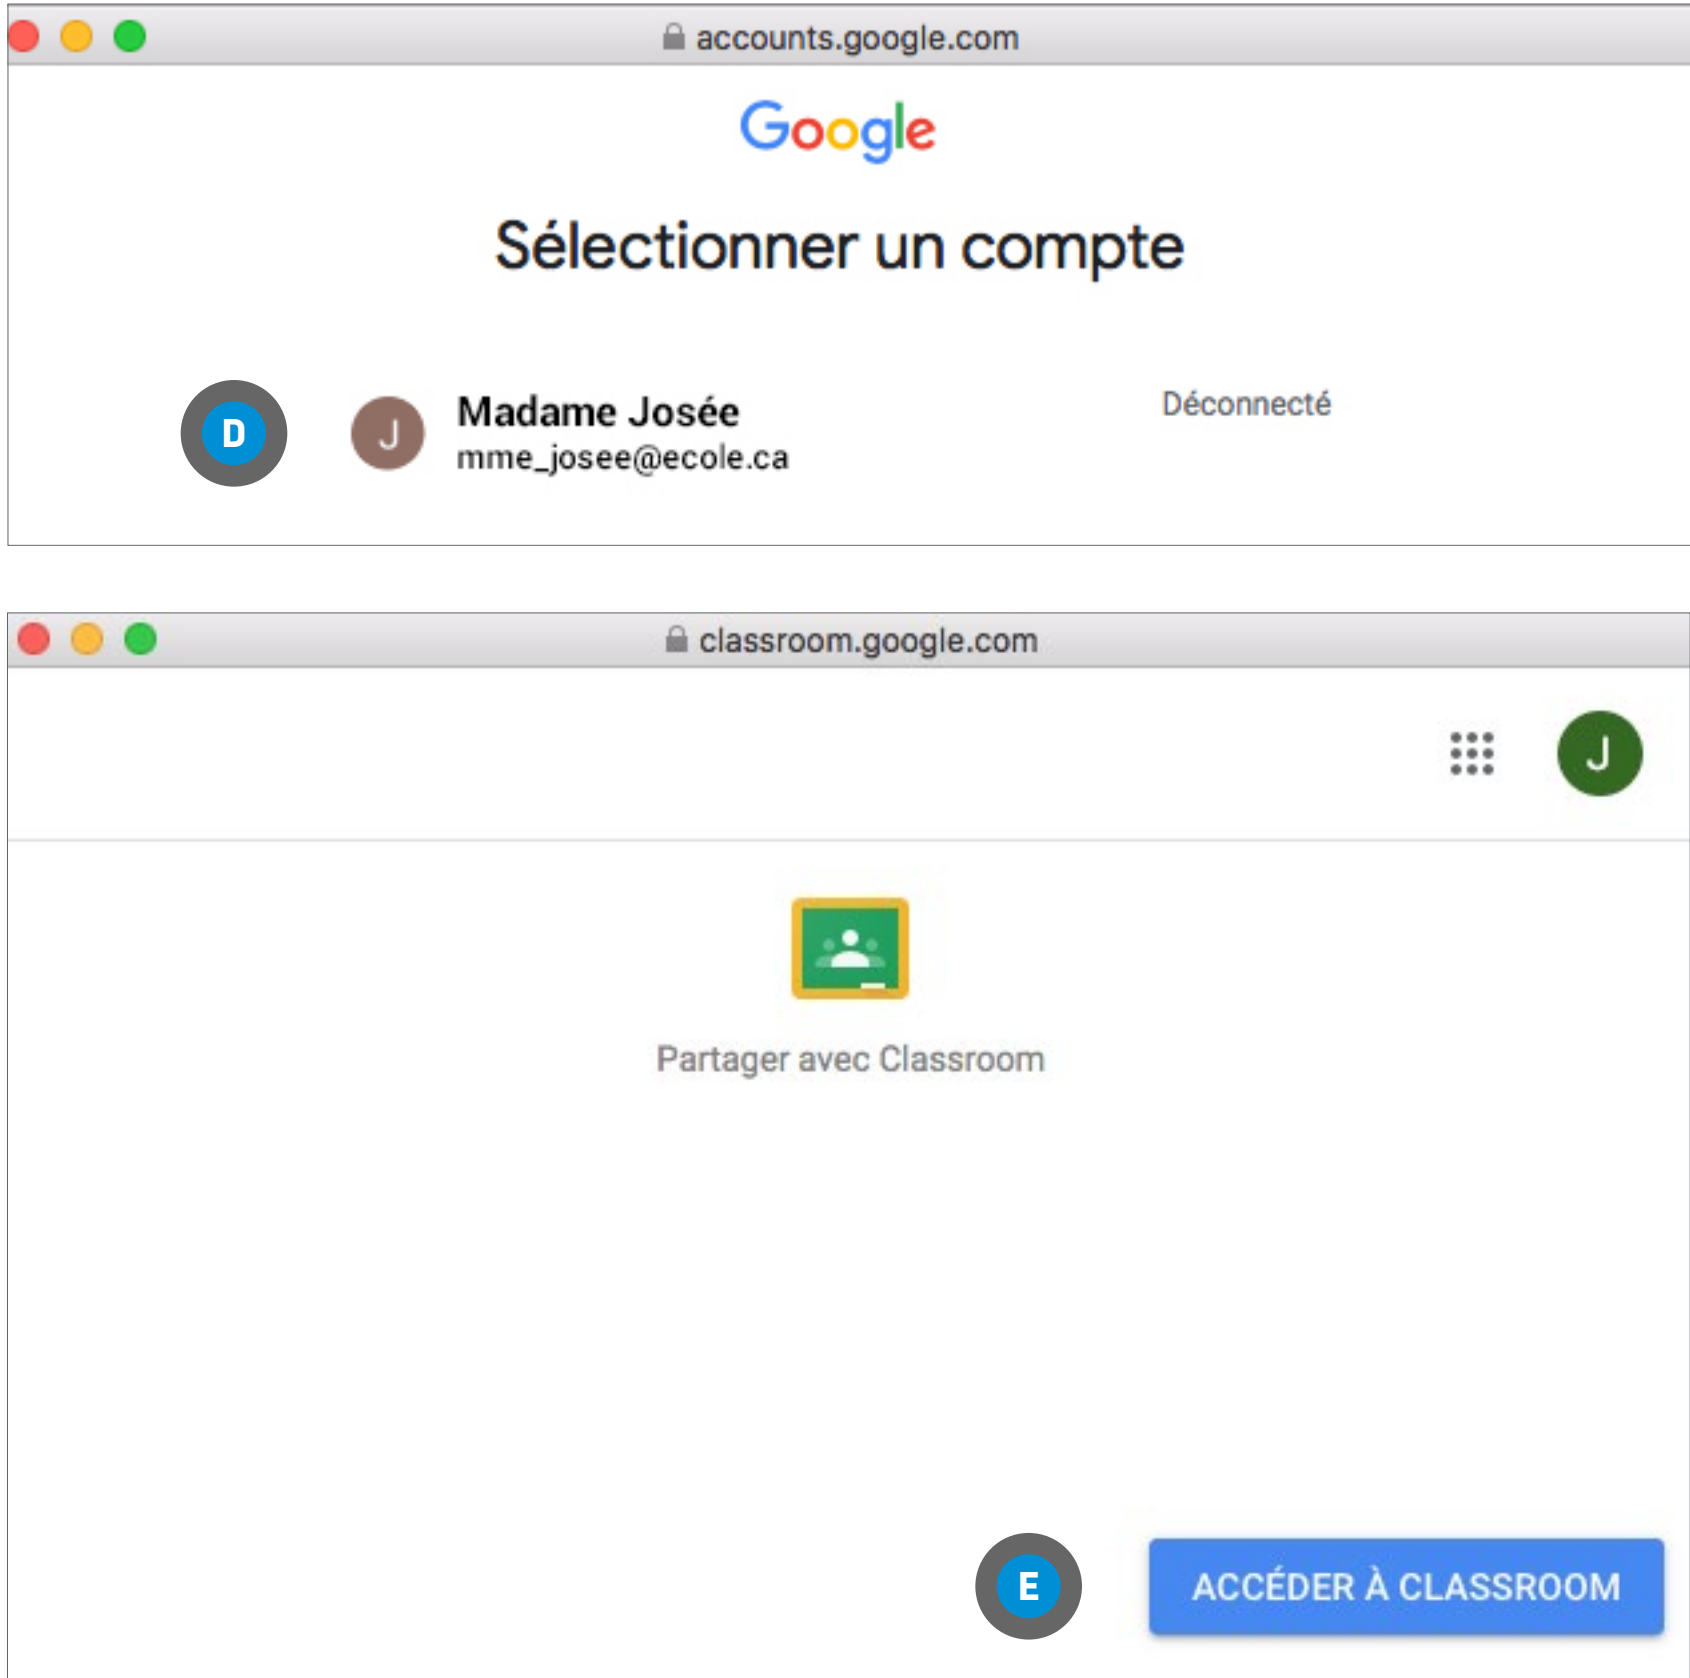 accounts.google.com
Google
Sélectionner un compte
D
J
Madame Josée
Déconnecté
mme_josee@ecole.ca
classroom.google.com
J
Partager avec Classroom
E
ACCÉDER À CLASSROOM